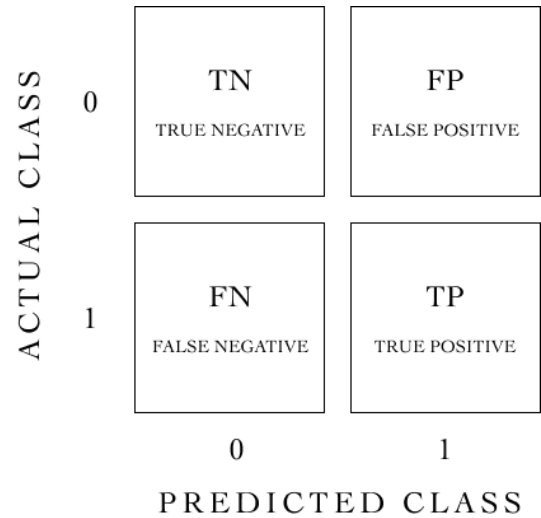 ACTUAL CLASS
0
TN
TRUE NEGATIVE
FP
FALSE POSITIVE
1
FN
FALSE NEGATIVE
TP
TRUE POSITIVE
0
1
PREDICTED CLASS